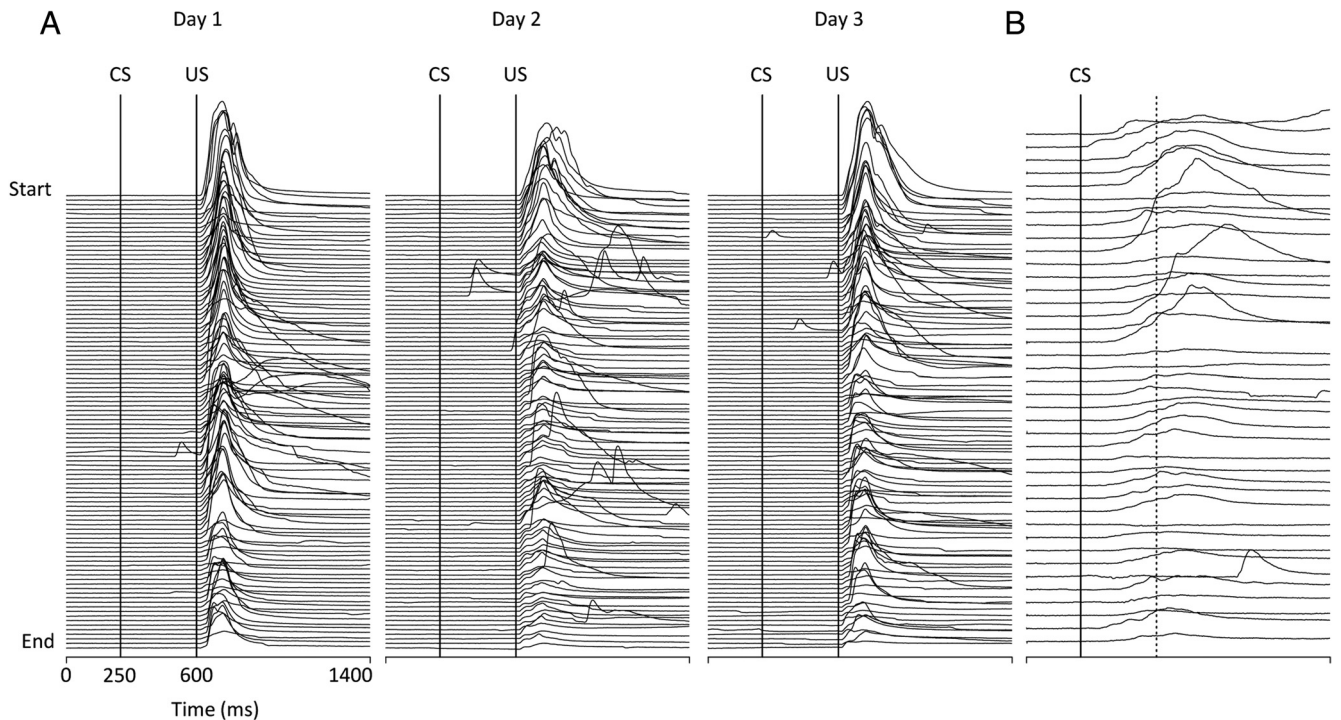 A
Day 1
Day 2
Day 3
B
CS
US
CS
US
CS
US
CS
Start
End
0
250
600
1400
Time (ms)